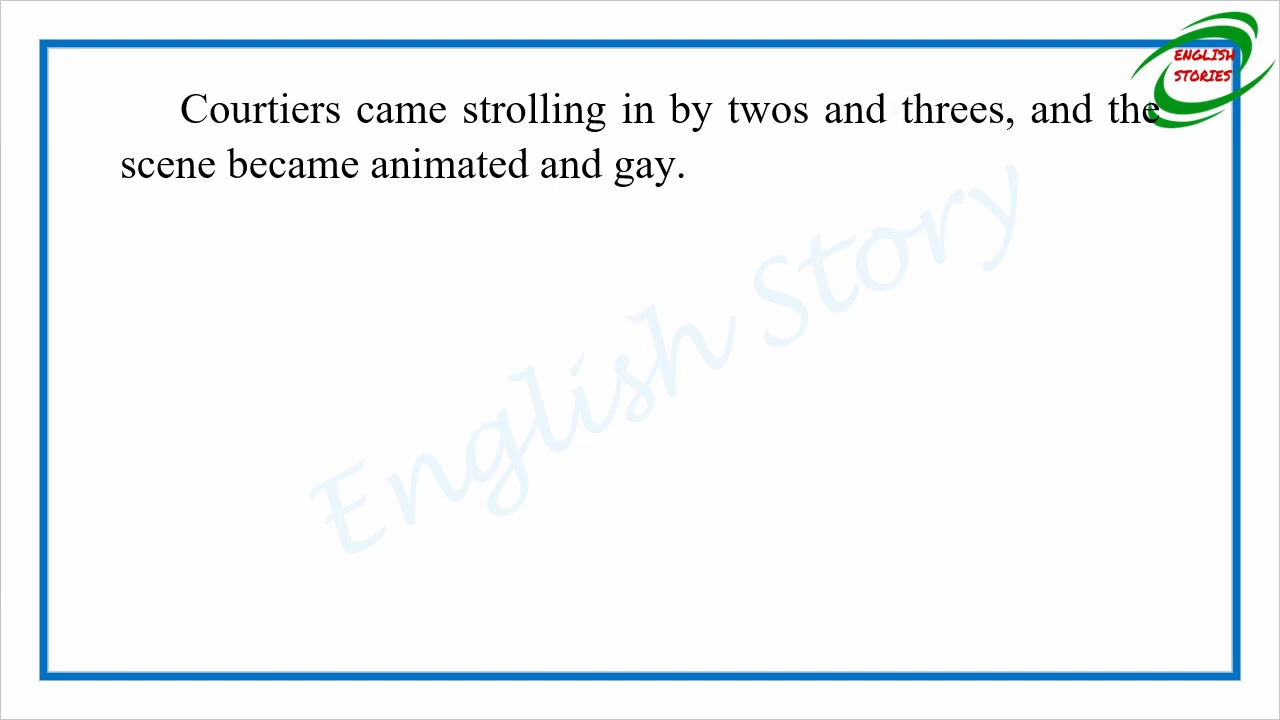 ENGLISH
STORIES
Courtiers came strolling in by twos and threes, and the
scene became animated and gay.
English Story